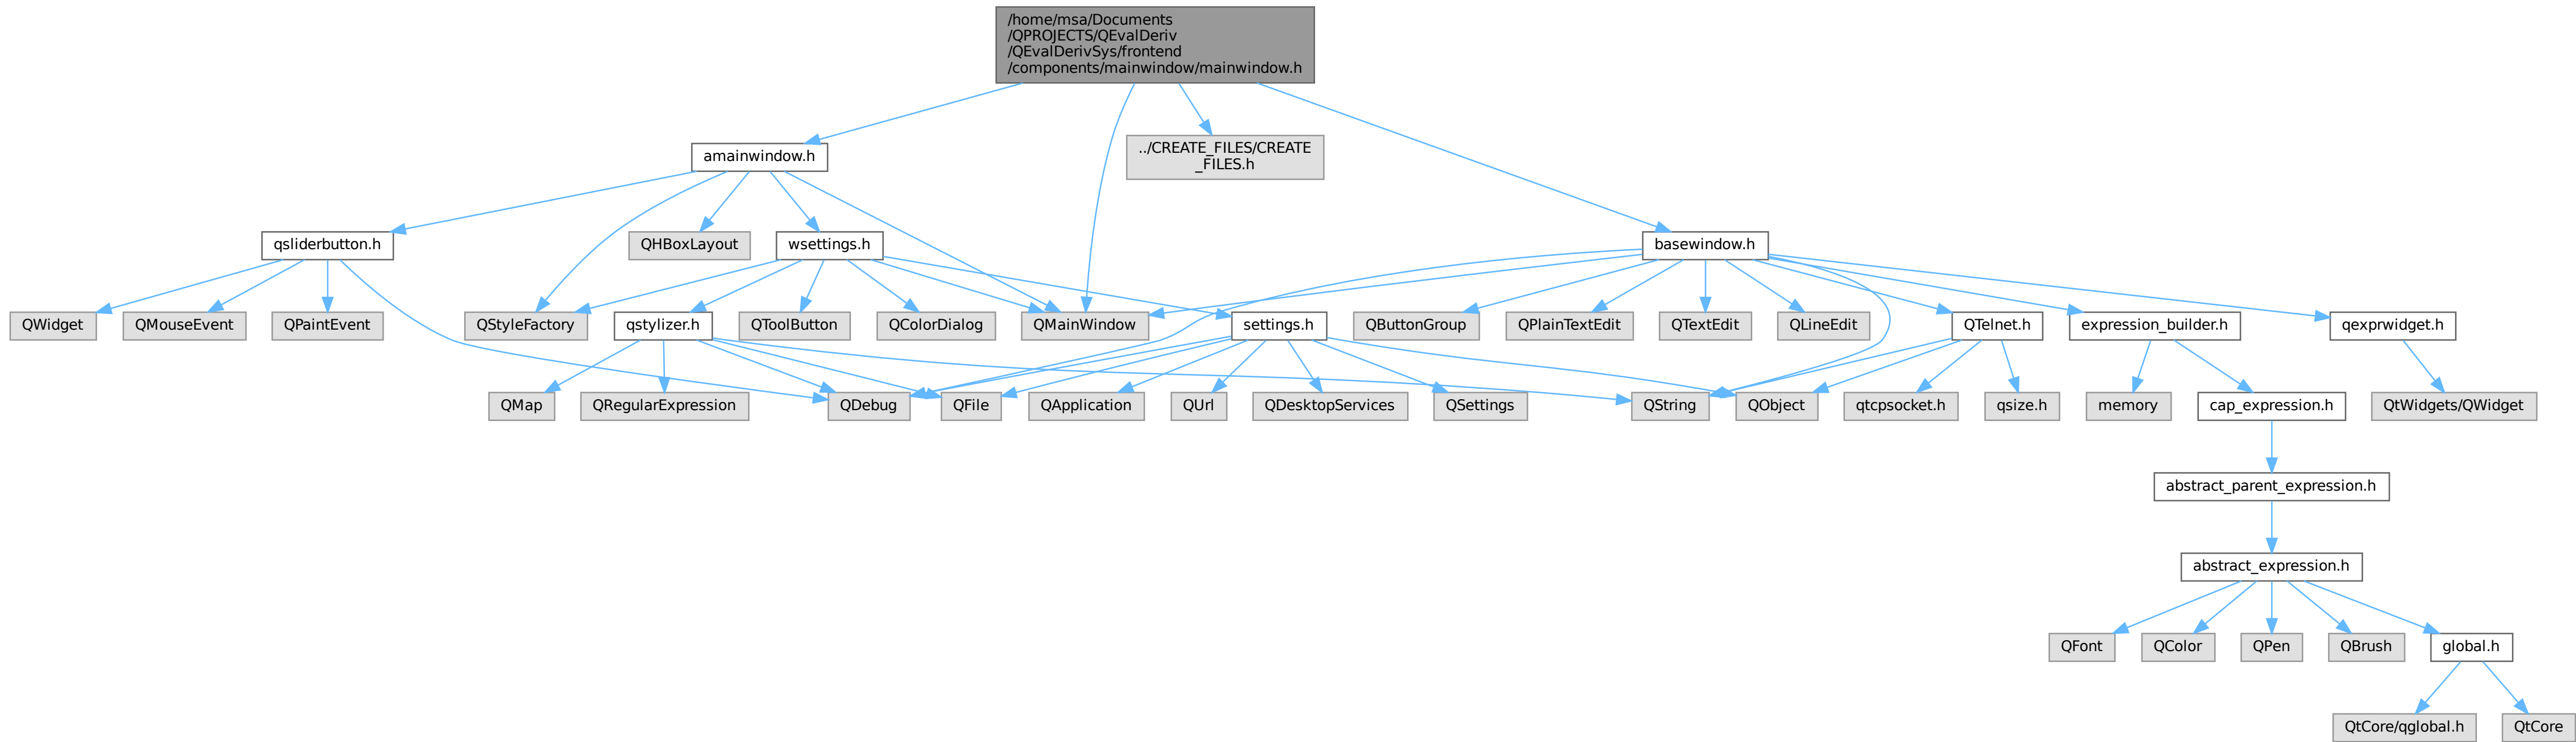 /home/msa/Documents
/QPROJECTS/QEvalDeriv
/QEvalDerivSys/frontend
/components/mainwindow/mainwindow.h
amainwindow.h
../CREATE_FILES/CREATE
_FILES.h
qsliderbutton.h
QHBoxLayout
wsettings.h
basewindow.h
QWidget
QMouseEvent
QPaintEvent
QStyleFactory
qstylizer.h
QToolButton
QColorDialog
QMainWindow
settings.h
QButtonGroup
QPlainTextEdit
QTextEdit
QLineEdit
QTelnet.h
expression_builder.h
qexprwidget.h
QMap
QRegularExpression
QDebug
QFile
QApplication
QUrl
QDesktopServices
QSettings
QString
QObject
qtcpsocket.h
qsize.h
memory
cap_expression.h
QtWidgets/QWidget
abstract_parent_expression.h
abstract_expression.h
QFont
QColor
QPen
QBrush
global.h
QtCore/qglobal.h
QtCore